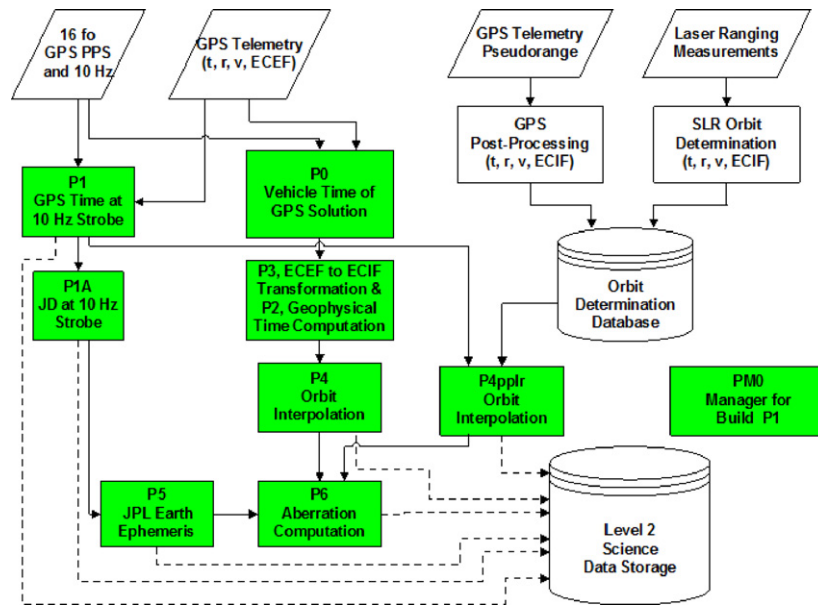 16 fo
GPS PPS
and 10 Hz
GPS Telemetry
(t, r, v, ECEF)
GPS Telemetry
Pseudorange
Laser Ranging
Measurements
P1
GPS Time at
10 Hz Strobe
P0
Vehicle Time of
GPS Solution
GPS
Post-Processing
(t, r, v, ECIF)
SLR Orbit
Determination
(t, r, v, ECIF)
P1A
JD at 10 Hz
Strobe
P3, ECEF to ECIF
Transformation &
P2, Geophysical
Time Computation
Orbit
Determination
Database
P4
Orbit
Interpolation
P4pplr
Orbit
Interpolation
PM0
Manager for
Build P1
P5
JPL Earth
Ephemeris
P6
Aberration
Computation
Level 2
Science
Data Storage